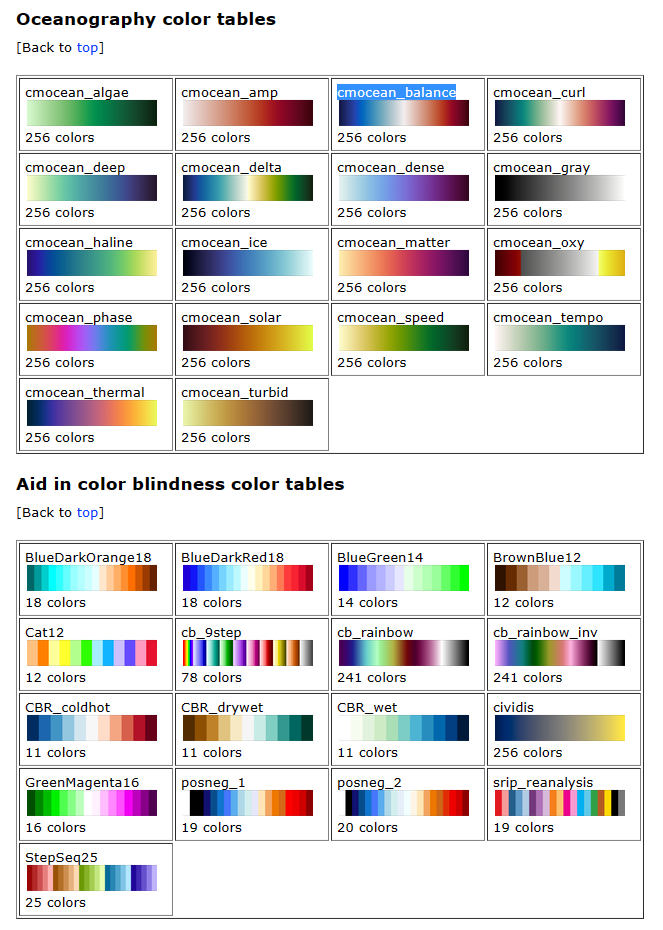 Oceanography color tables
[Back to top]
cmocean_algae cmocean_amp cmocean_balance cmocean_curl
256 colors 256 colors 256 colors 256 colors
cmocean_deep cmocean_delta cmocean_dense cmocean_gray
256 colors 256 colors 256 colors 256 colors
cmocean_haline cmocean_ice cmocean_matter cmocean_oxy
256 colors 256 colors 256 colors 256 colors
cmocean_phase cmocean_solar cmocean_speed cmocean_tempo
256 colors 256 colors 256 colors 256 colors
cmocean_thermal cmocean_turbid
256 colors 256 colors
Aid in color blindness color tables
[Back to top]
BlueDarkOrange18 BlueDarkRed18 BlueGreen14 BrownBlue12
18 colors 18 colors 14 colors 12 colors
Cat12 cb_9step cb_rainbow cb_rainbow_inv
12 colors 78 colors 241 colors 241 colors
CBR_coldhot CBR_drywet CBR_wet cividis
11 colors 11 colors 11 colors 256 colors
GreenMagenta16 posneg_1 posneg_2 srip_reanalysis
16 colors 19 colors 20 colors 19 colors
StepSeq25
25 colors